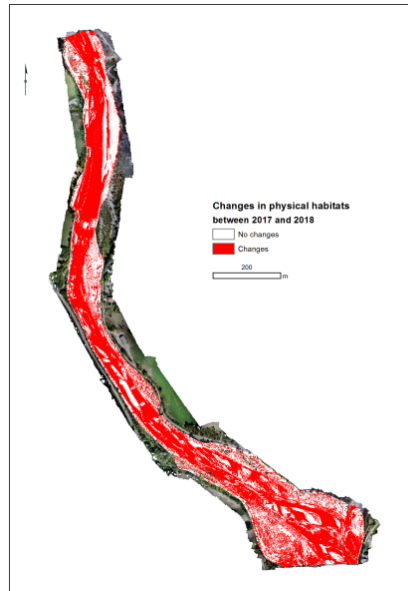 Changes in physical habitats
between 2017 and 2018
No changes
Changes
200
m